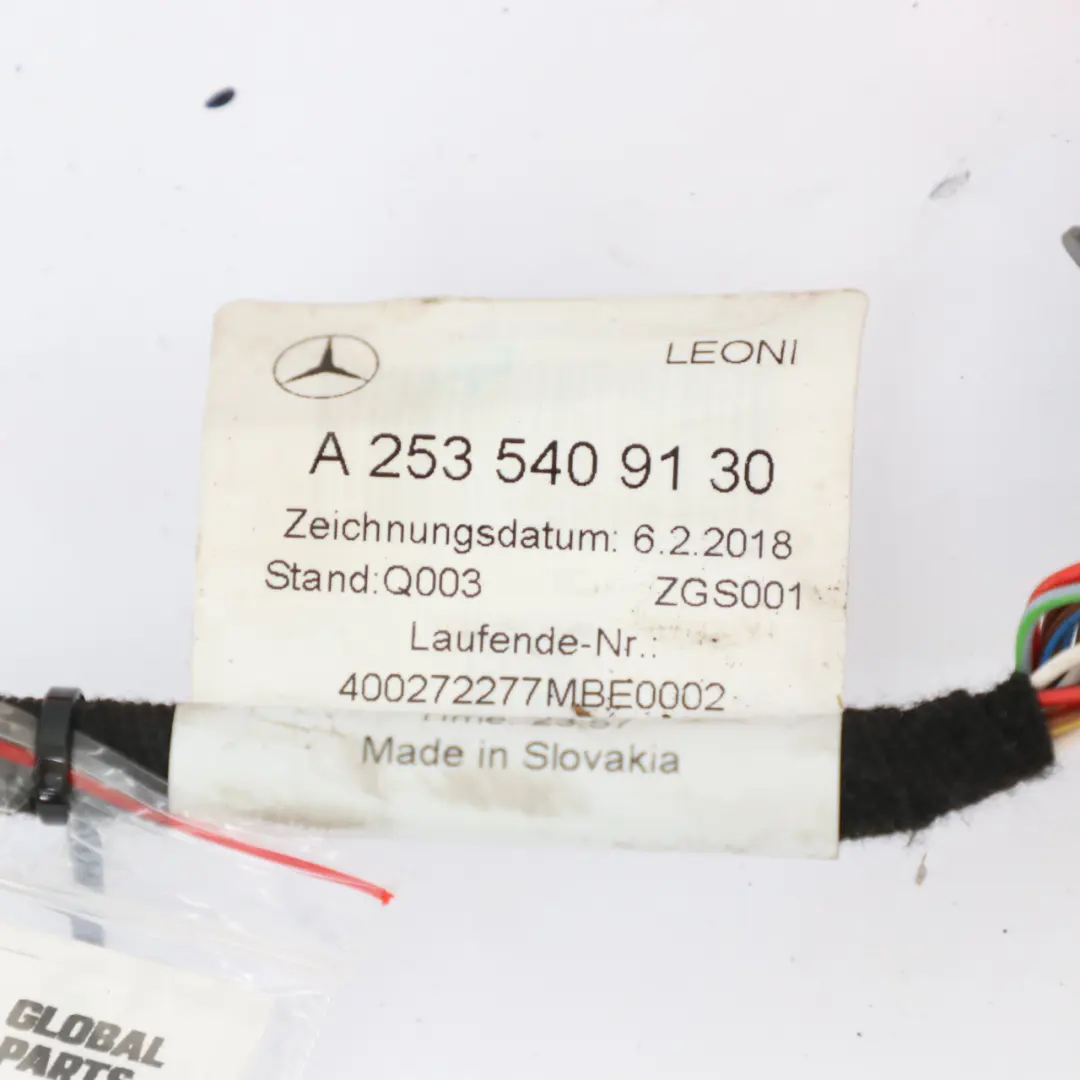 LEONI
A 253 540 91 30
Zeichnungsdatum: 6.2.2018
Stand:Q003 ZGS001
Laufende-Nr.:
400272277MBE0002
Made in Slovakia
GLOBAL
PARTS